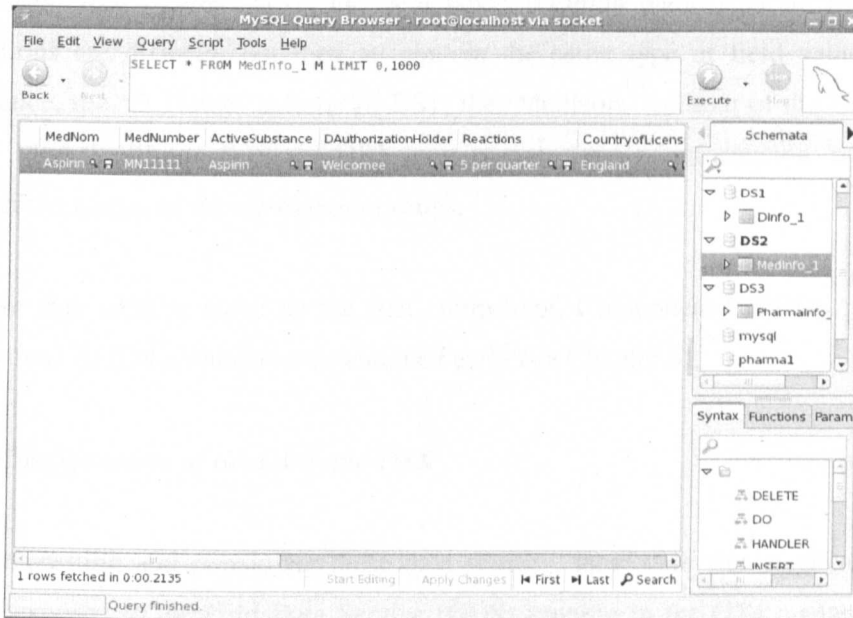 MySQL Query Browser - root@localhost via socket
File Edit View Query Script Tools Help
SELECT * FROM MedInfo_1 M LIMIT 0,1000
Back Next Execute Stop
MedNom MedNumber ActiveSubstance DAuthorizationHolder Reactions CountryofLicens
Aspirin MN11111 Aspirin Welcomee 5 per quarter England
Schemata
DS1
DInfo_1
DS2
MedInfo_1
DS3
PharmaInfo_
mysql
pharma1
Syntax Functions Param
DELETE
DO
HANDLER
INSERT
1 rows fetched in 0:00.2135 Start Editing Apply Changes First Last Search
Query finished.